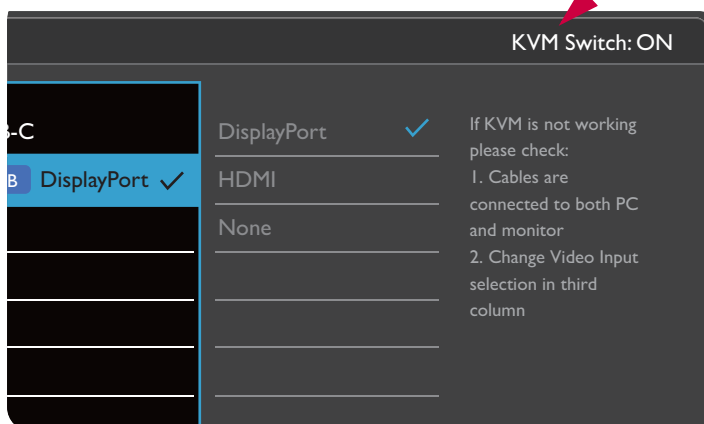 KVM Switch: ON
-C
B DisplayPort
DisplayPort
HDMI
None
If KVM is not working
please check:
1. Cables are
connected to both PC
and monitor
2. Change Video Input
selection in third
column